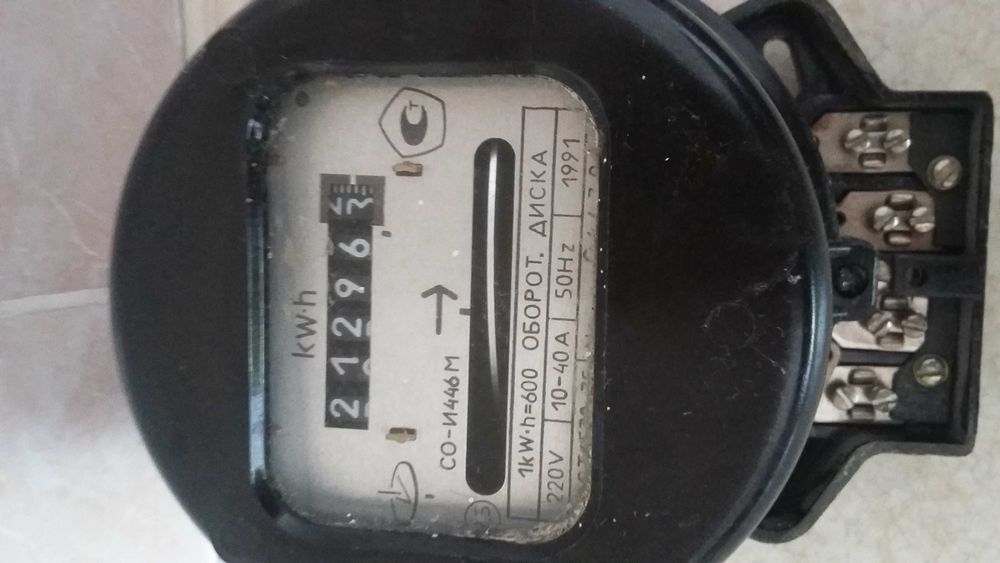 kW·h
21296
СО-И446М
1kW·h=600 ОБОРОТ. ДИСКА
220V 10-40A 50Hz 1991